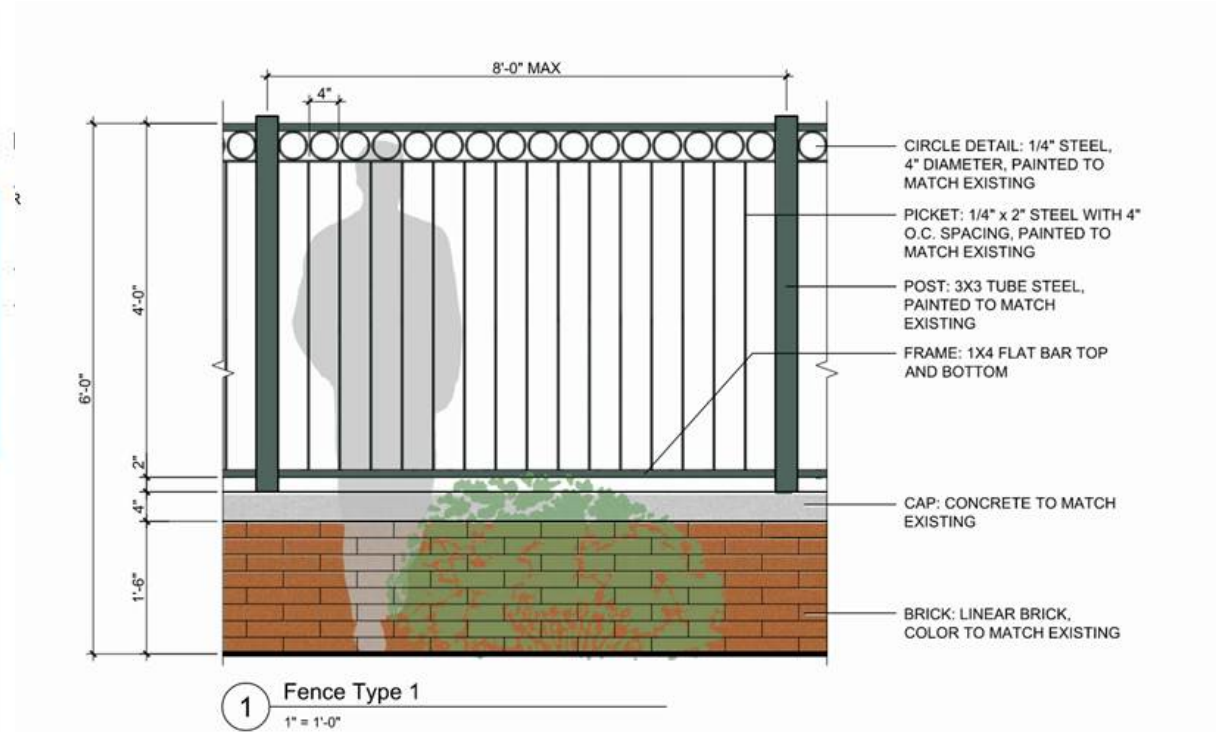 8'-0" MAX
4"
6'-0"
4'-0"
2"
4"
1'-6"
CIRCLE DETAIL: 1/4" STEEL,
4" DIAMETER, PAINTED TO
MATCH EXISTING
PICKET: 1/4" x 2" STEEL WITH 4"
O.C. SPACING, PAINTED TO
MATCH EXISTING
POST: 3X3 TUBE STEEL,
PAINTED TO MATCH
EXISTING
FRAME: 1X4 FLAT BAR TOP
AND BOTTOM
CAP: CONCRETE TO MATCH
EXISTING
BRICK: LINEAR BRICK,
COLOR TO MATCH EXISTING
1
Fence Type 1
1" = 1'-0"